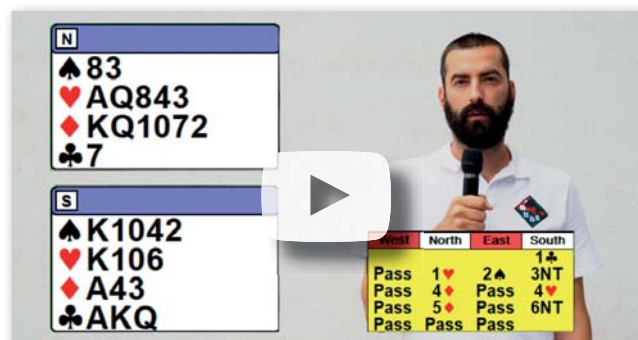 N
♠ 83
♥ AQ843
♦ KQ1072
♣ 7
S
♠ K1042
♥ K106
♦ A43
♣ AKQ
West North East South
1♣
Pass 1♥ 2♠ 3NT
Pass 4♦ Pass 4♥
Pass 5♦ Pass 6NT
Pass Pass Pass